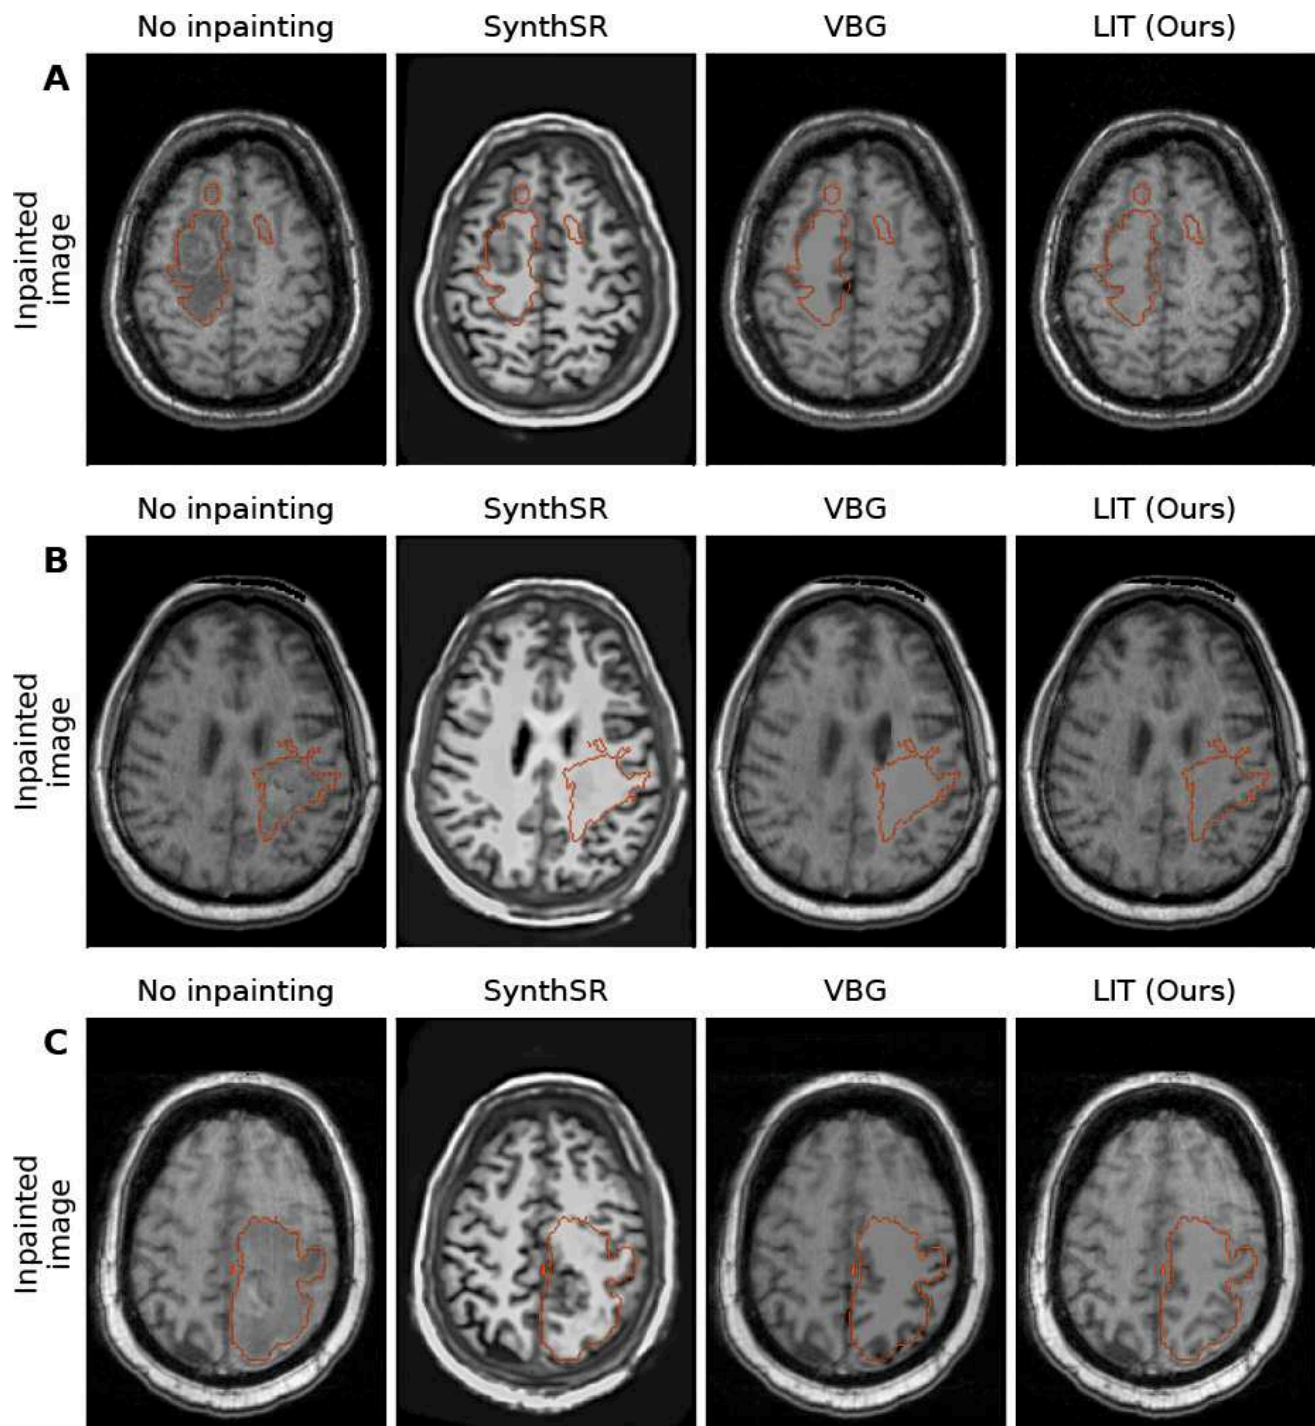 No inpainting SynthSR VBG LIT (Ours)
A
Inpainted
image
No inpainting SynthSR VBG LIT (Ours)
B
Inpainted
image
No inpainting SynthSR VBG LIT (Ours)
C
Inpainted
image